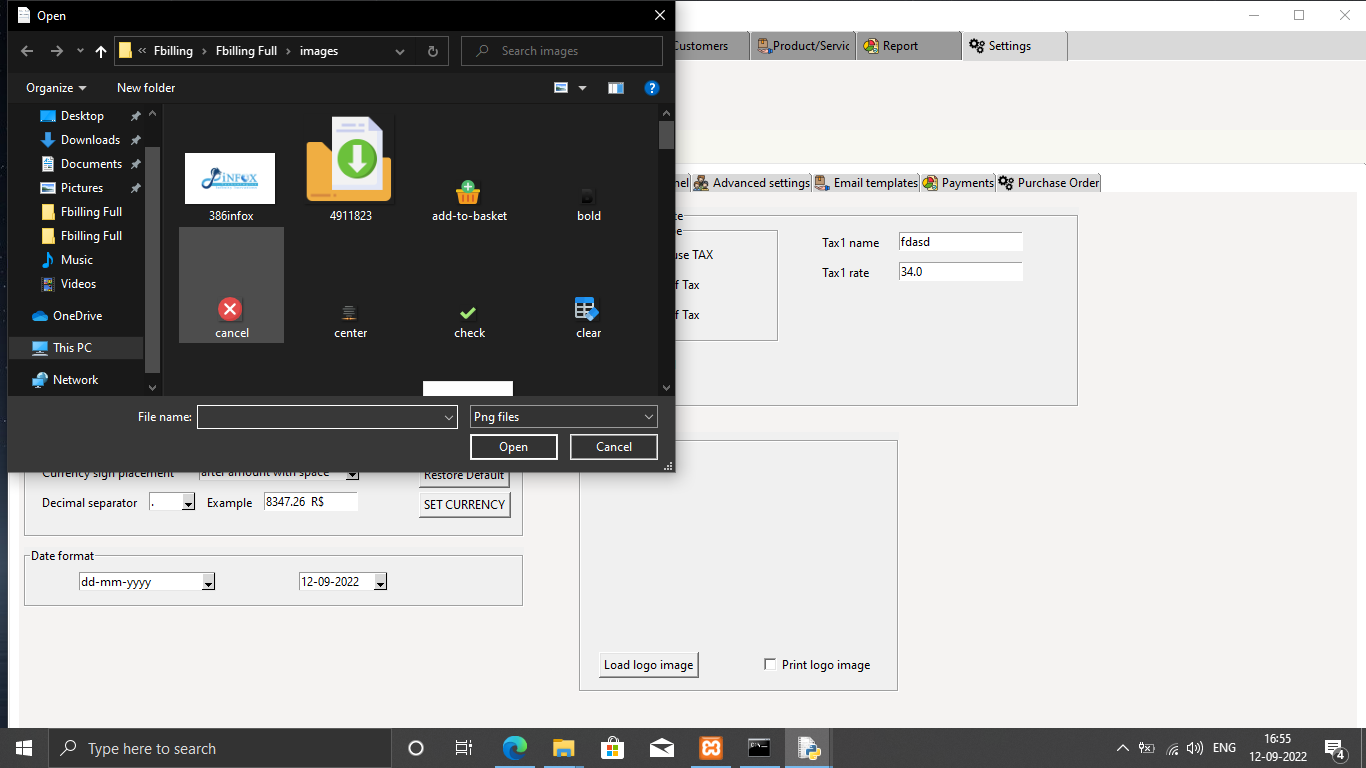 Open
Customers
Product/Servic
Report
Settings
Fbilling
Fbilling Full
images
Search images
Organize
New folder
Desktop
Downloads
Documents
Pictures
Fbilling Full
Fbilling Full
Music
Videos
OneDrive
This PC
Network
INFOX
386infox
4911823
add-to-basket
bold
cancel
center
check
clear
File name:
Png files
Open
Cancel
Advanced settings
Email templates
Payments
Purchase Order
use TAX
f Tax
f Tax
Tax1 name
fdasd
Tax1 rate
34.0
Currency sign placement
after amount with space
Restore Default
Decimal separator
.
Example
8347.26 R$
SET CURRENCY
Date format
dd-mm-yyyy
12-09-2022
Load logo image
Print logo image
Type here to search
ENG
16:55
12-09-2022
4